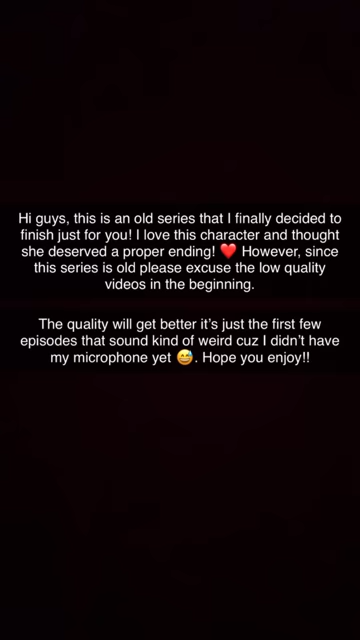 Hi guys, this is an old series that I finally decided to
finish just for you! I love this character and thought
she deserved a proper ending! ❤️ However, since
this series is old please excuse the low quality
videos in the beginning.
The quality will get better it's just the first few
episodes that sound kind of weird cuz I didn't have
my microphone yet 😅. Hope you enjoy!!